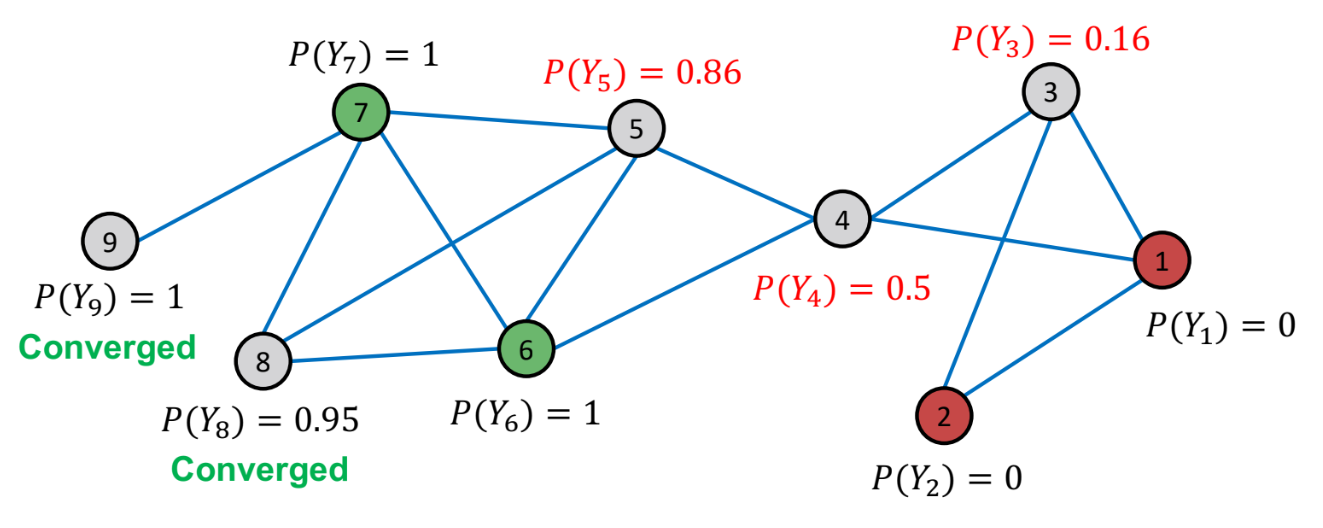 P(Y₃) = 0.16
P(Y₇) = 1
P(Y₅) = 0.86
3
7
5
4
9
1
P(Y₄) = 0.5
P(Y₉) = 1
P(Y₁) = 0
Converged
6
8
P(Y₈) = 0.95
P(Y₆) = 1
2
Converged
P(Y₂) = 0